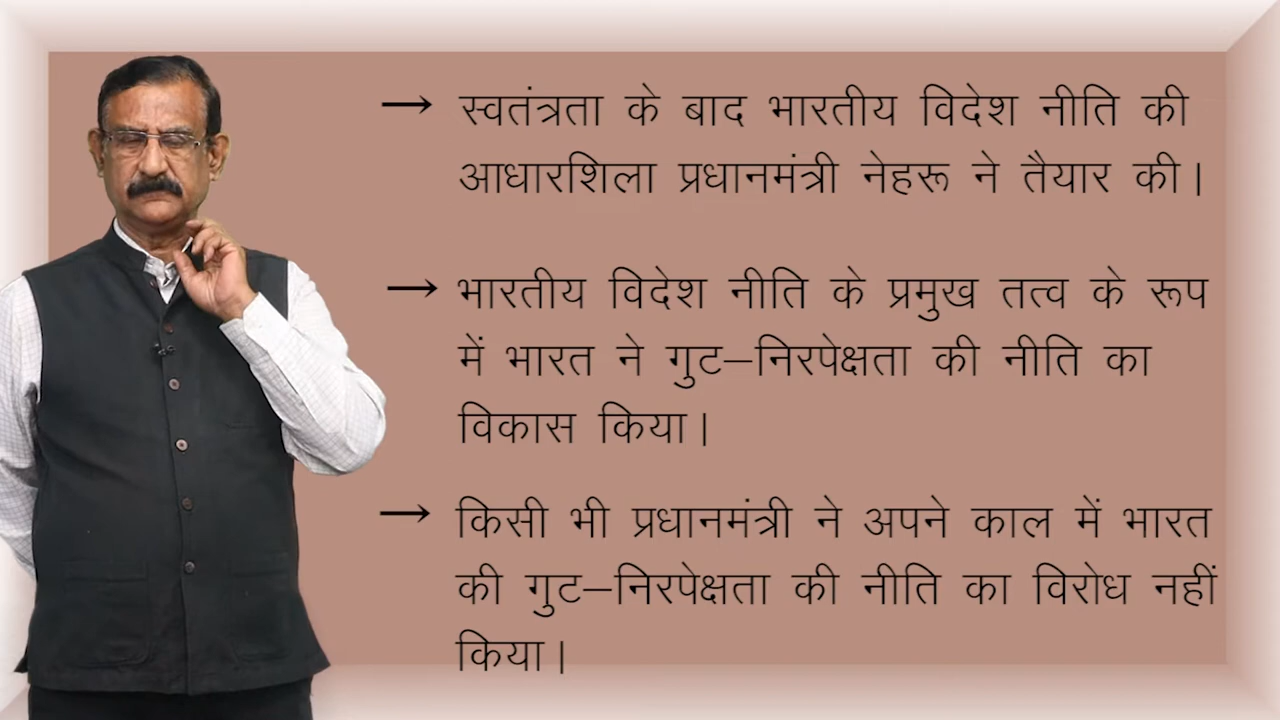 → स्वतंत्रता के बाद भारतीय विदेश नीति की
आधारशिला प्रधानमंत्री नेहरू ने तैयार की।
→ भारतीय विदेश नीति के प्रमुख तत्व के रूप
में भारत ने गुट–निरपेक्षता की नीति का
विकास किया।
→ किसी भी प्रधानमंत्री ने अपने काल में भारत
की गुट–निरपेक्षता की नीति का विरोध नहीं
किया।